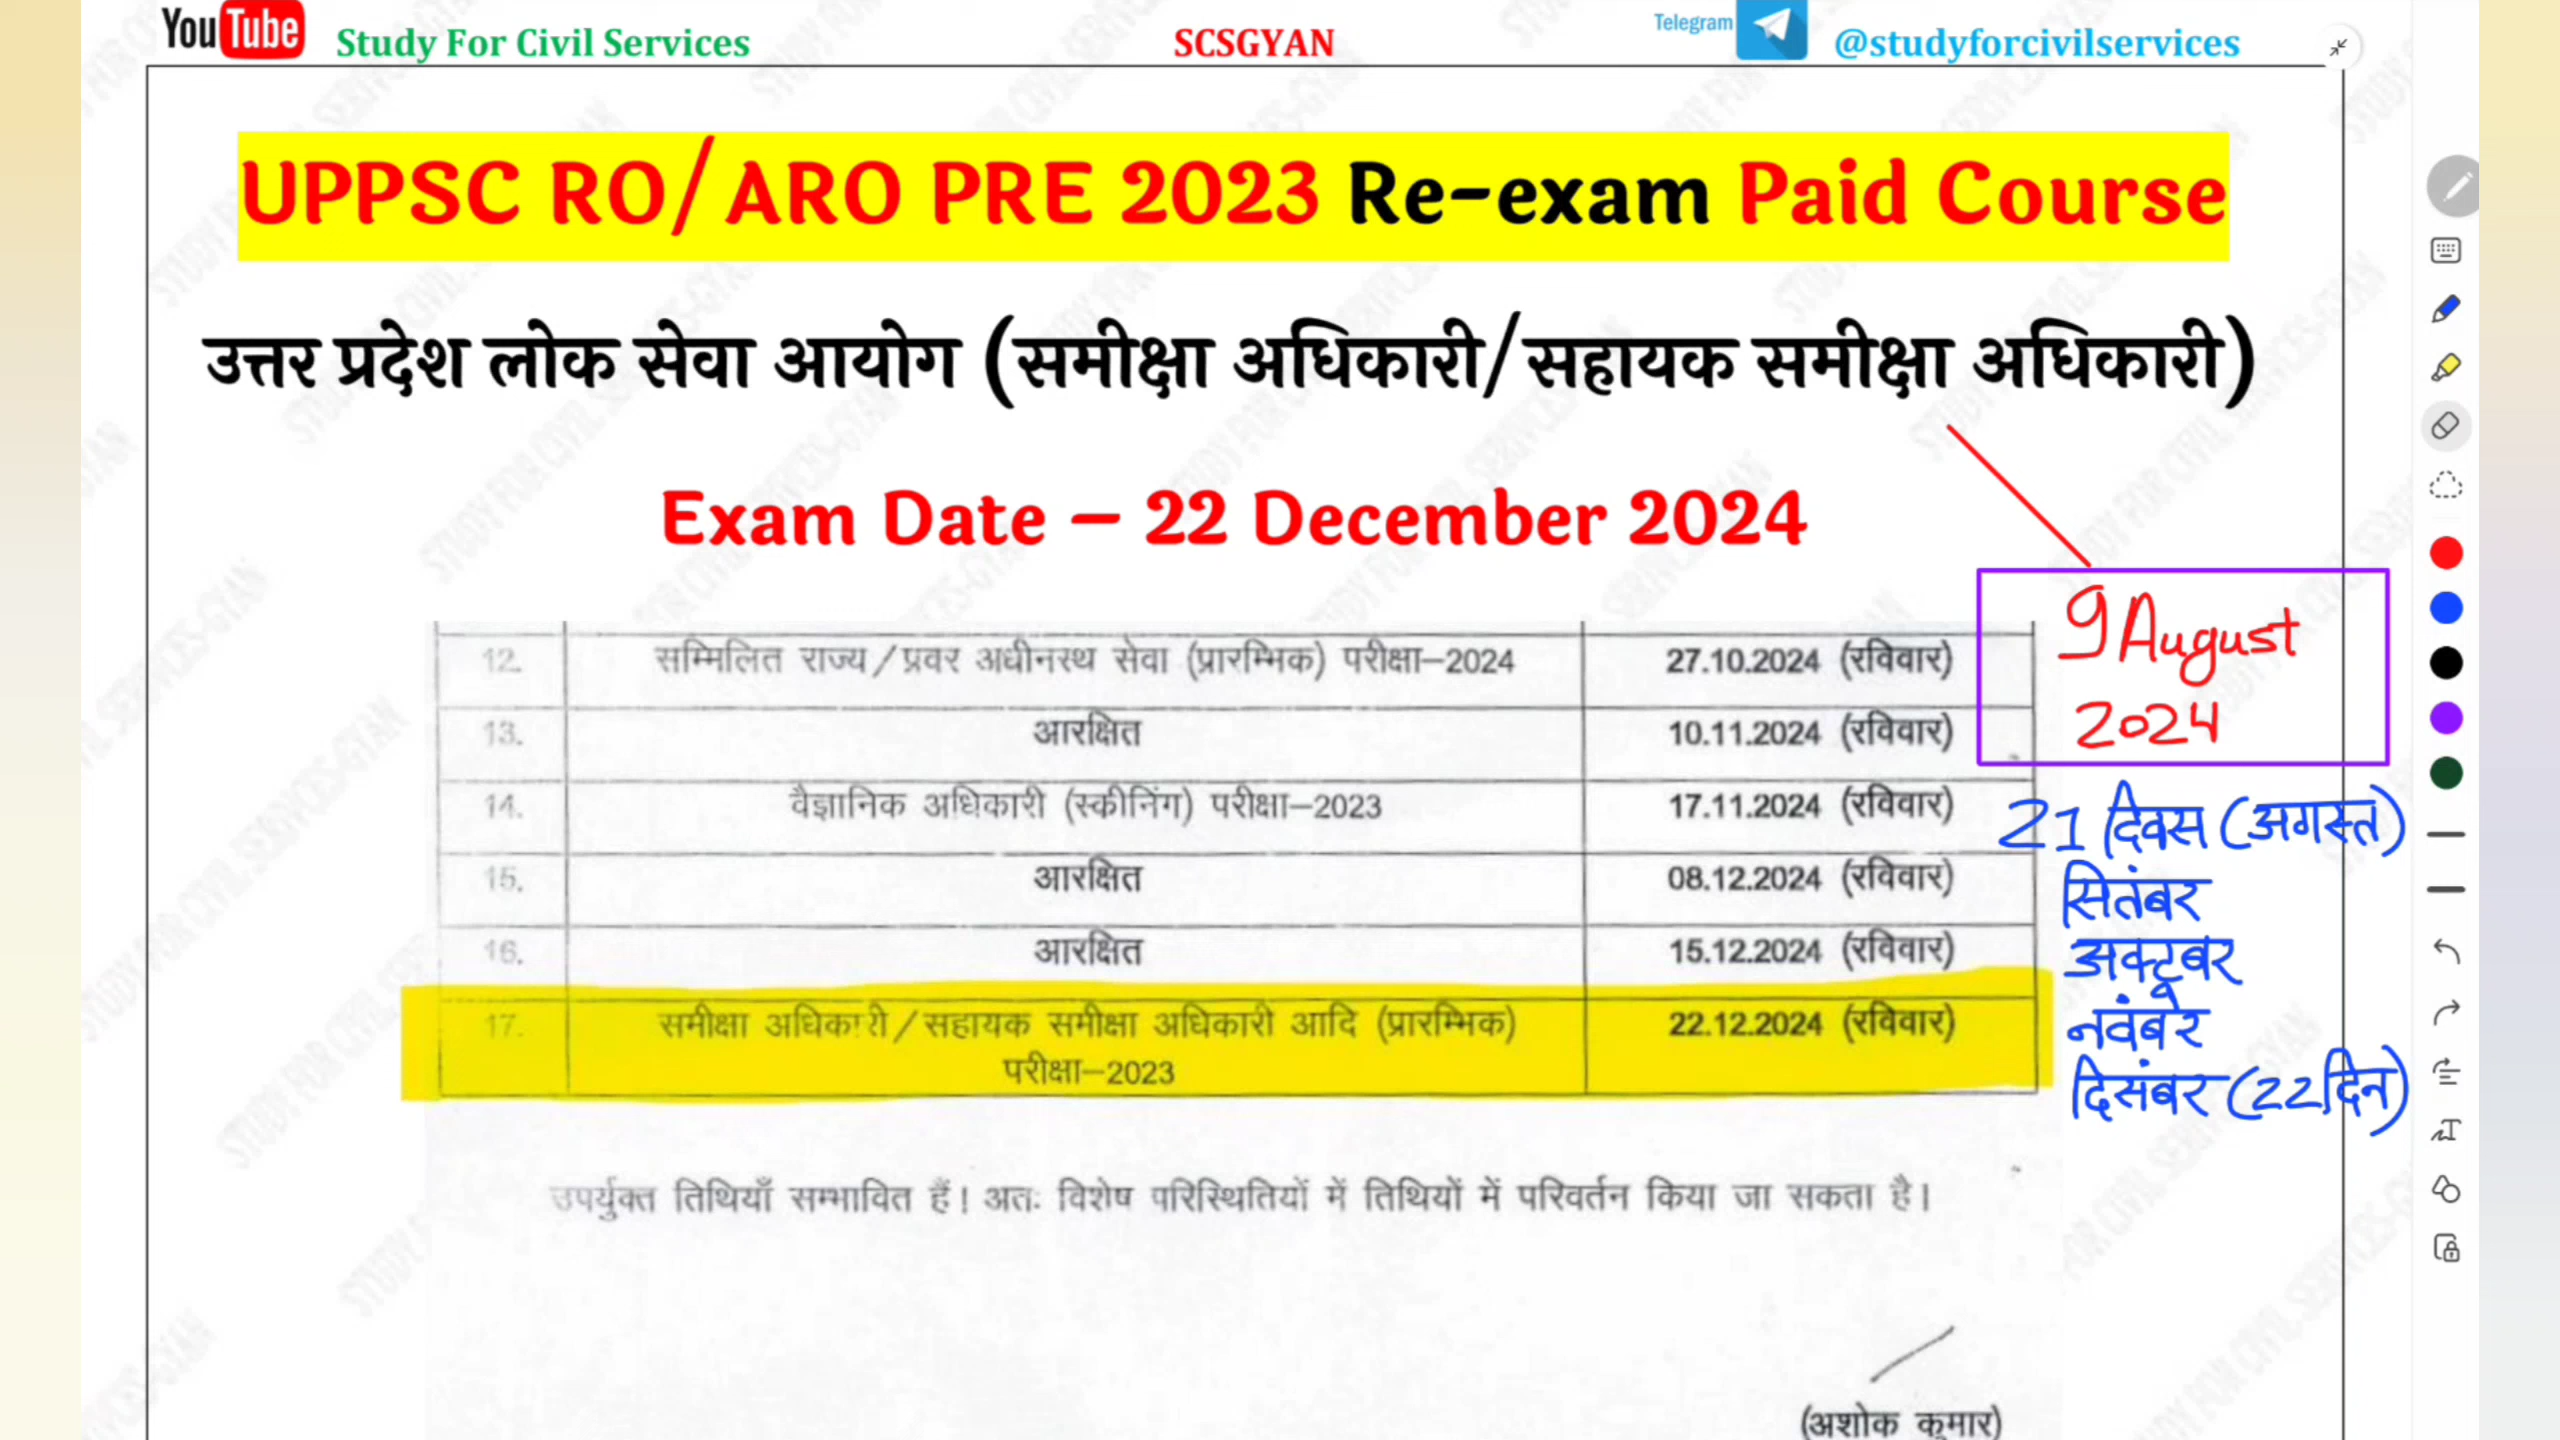 YouTube Study For Civil Services SCSGYAN Telegram @studyforcivilservices
UPPSC RO/ARO PRE 2023 Re-exam Paid Course
उत्तर प्रदेश लोक सेवा आयोग (समीक्षा अधिकारी/सहायक समीक्षा अधिकारी)
Exam Date – 22 December 2024
9 August
2024
12. सम्मिलित राज्य/प्रवर अधीनस्थ सेवा (प्रारम्भिक) परीक्षा–2024 27.10.2024 (रविवार)
13. आरक्षित 10.11.2024 (रविवार)
14. वैज्ञानिक अधिकारी (स्कीनिंग) परीक्षा–2023 17.11.2024 (रविवार)
15. आरक्षित 08.12.2024 (रविवार)
16. आरक्षित 15.12.2024 (रविवार)
17. समीक्षा अधिकारी/सहायक समीक्षा अधिकारी आदि (प्रारम्भिक) 22.12.2024 (रविवार)
परीक्षा–2023
21 दिवस (अगस्त)
सितंबर
अक्टूबर
नवंबर
दिसंबर (22 दिन)
उपर्युक्त तिथियाँ सम्भावित हैं। अतः विशेष परिस्थितियों में तिथियों में परिवर्तन किया जा सकता है।
(अशोक कुमार)